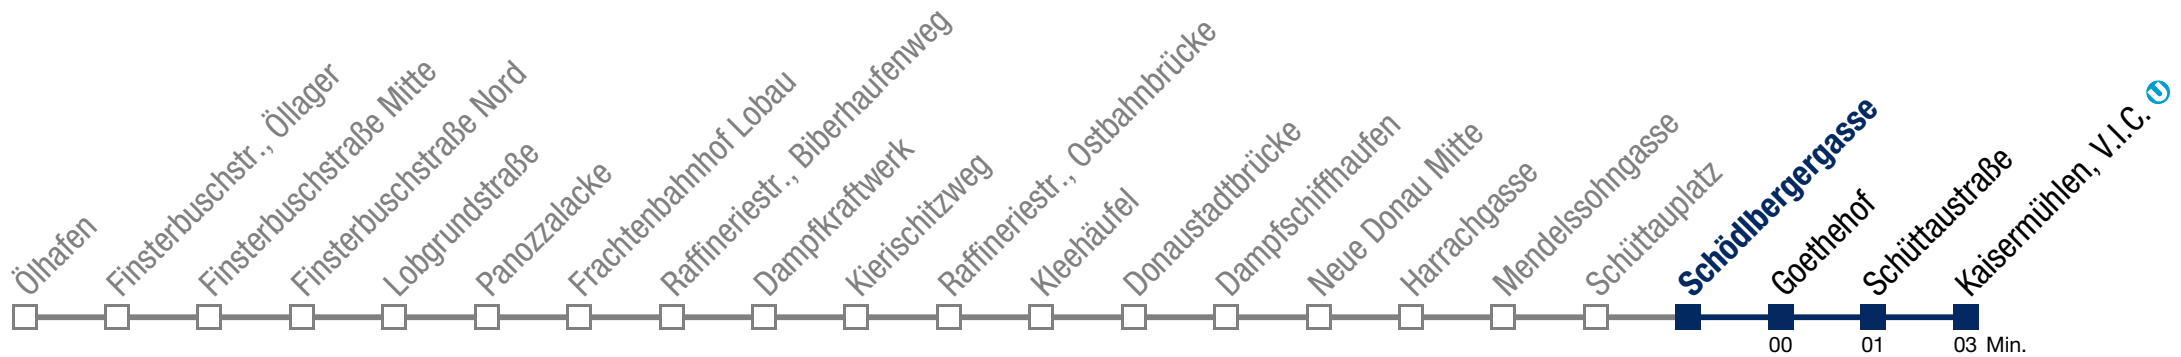 Ölhafen
Finsterbuschstr., Öllager
Finsterbuschstraße Mitte
Finsterbuschstraße Nord
Lobgrundstraße
Panozzalacke
Frachtenbahnhof Lobau
Raffineriestr., Biberhaufenweg
Dampfkraftwerk
Kierischitzweg
Raffineriestr., Ostbahnbrücke
Kleehäufel
Donaustadtbrücke
Dampfschiffhaufen
Neue Donau Mitte
Harrachgasse
Mendelssohngasse
Schüttauplatz
Schödlbergergasse
Goethehof
Schüttaustraße
Kaisermühlen, V.I.C. U
00 01 03 Min.